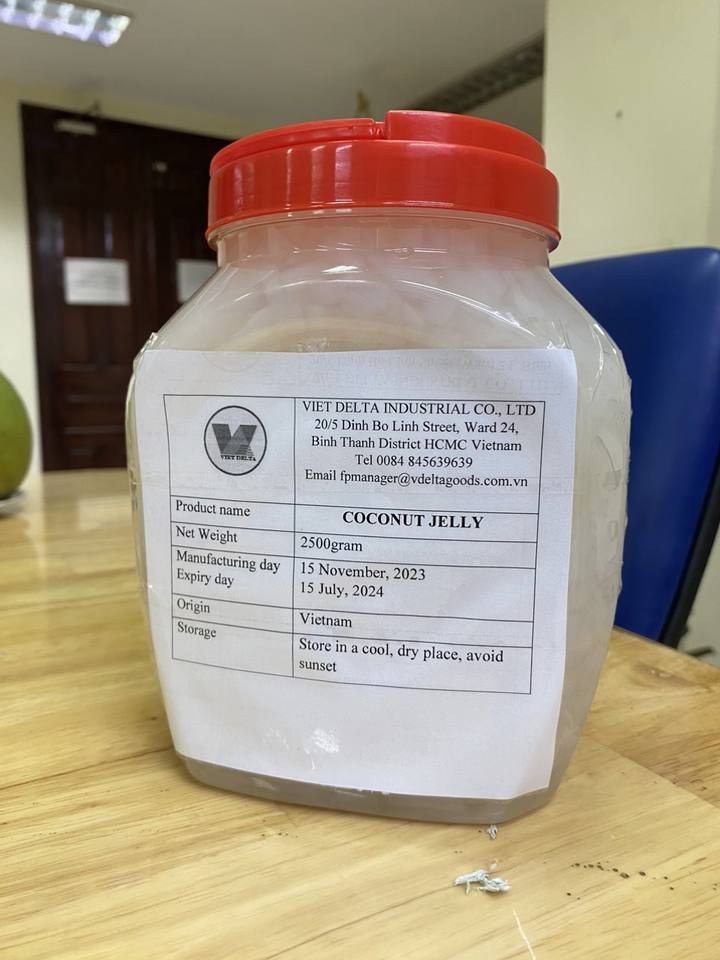 VIET DELTA
VIET DELTA INDUSTRIAL CO., LTD
20/5 Dinh Bo Linh Street, Ward 24,
Binh Thanh District HCMC Vietnam
Tel 0084 845639639
Email fpmanager@vdeltagoods.com.vn
Product name
COCONUT JELLY
Net Weight
2500gram
Manufacturing day
15 November, 2023
Expiry day
15 July, 2024
Origin
Vietnam
Storage
Store in a cool, dry place, avoid
sunset